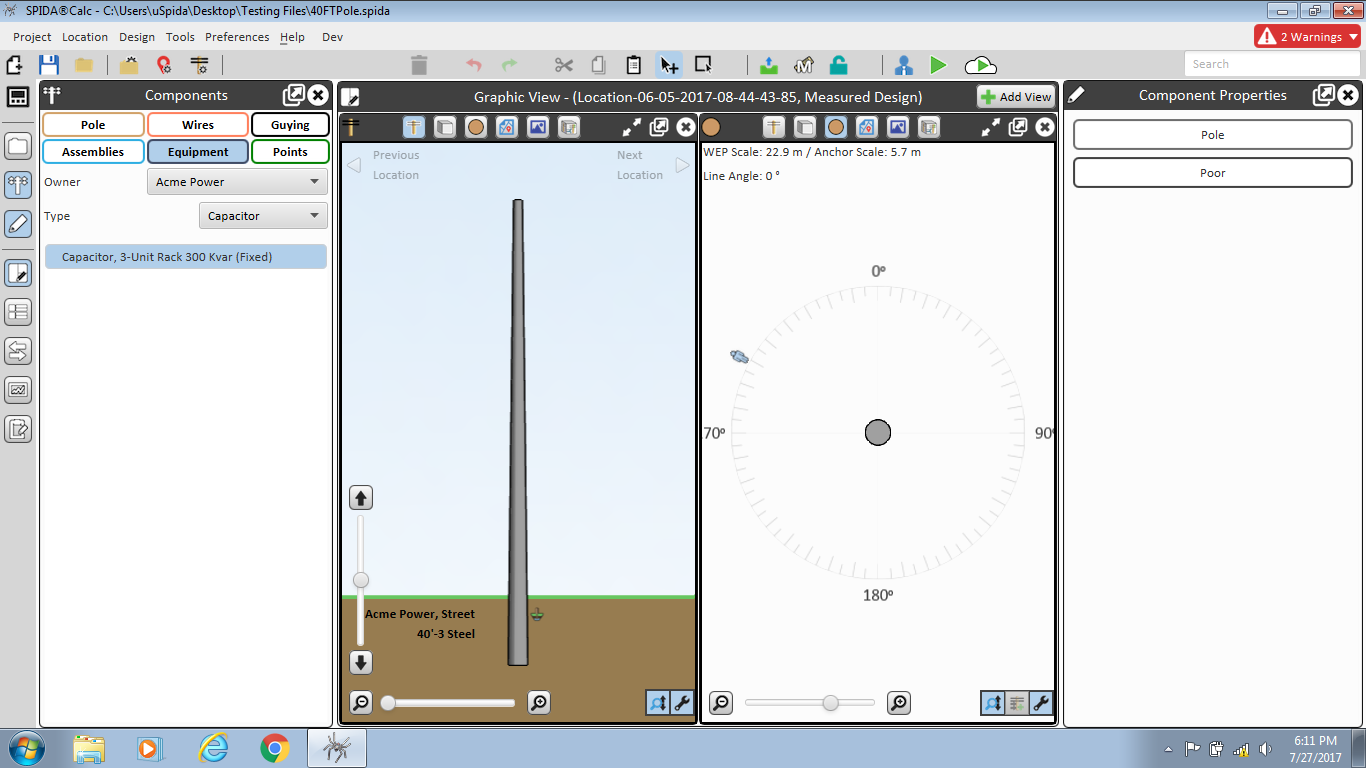 SPIDA®Calc - C:\Users\uSpida\Desktop\Testing Files\40FTPole.spida
Project Location Design Tools Preferences Help Dev
2 Warnings
Search
Components
Pole Wires Guying
Assemblies Equipment Points
Owner Acme Power
Type Capacitor
Capacitor, 3-Unit Rack 300 Kvar (Fixed)
Graphic View - (Location-06-05-2017-08-44-43-85, Measured Design)
Add View
Previous
Location
Next
Location
Acme Power, Street
40'-3 Steel
WEP Scale: 22.9 m / Anchor Scale: 5.7 m
Line Angle: 0 °
0º
70º
90º
180º
Component Properties
Pole
Poor
6:11 PM
7/27/2017